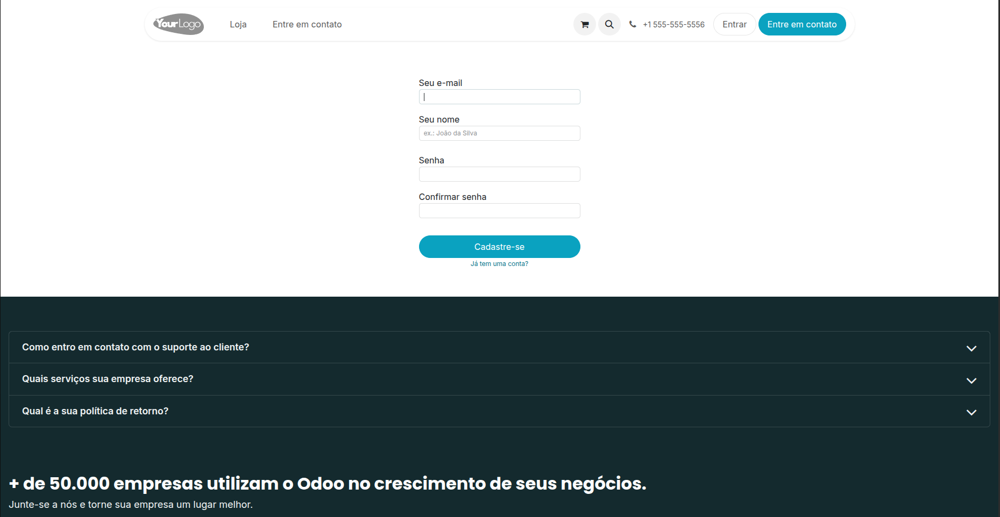 YourLogo
Loja
Entre em contato
+1 555-555-5556
Entrar
Entre em contato
Seu e-mail
Seu nome
ex.: João da Silva
Senha
Confirmar senha
Cadastre-se
Já tem uma conta?
Como entro em contato com o suporte ao cliente?
Quais serviços sua empresa oferece?
Qual é a sua política de retorno?
+ de 50.000 empresas utilizam o Odoo no crescimento de seus negócios.
Junte-se a nós e torne sua empresa um lugar melhor.